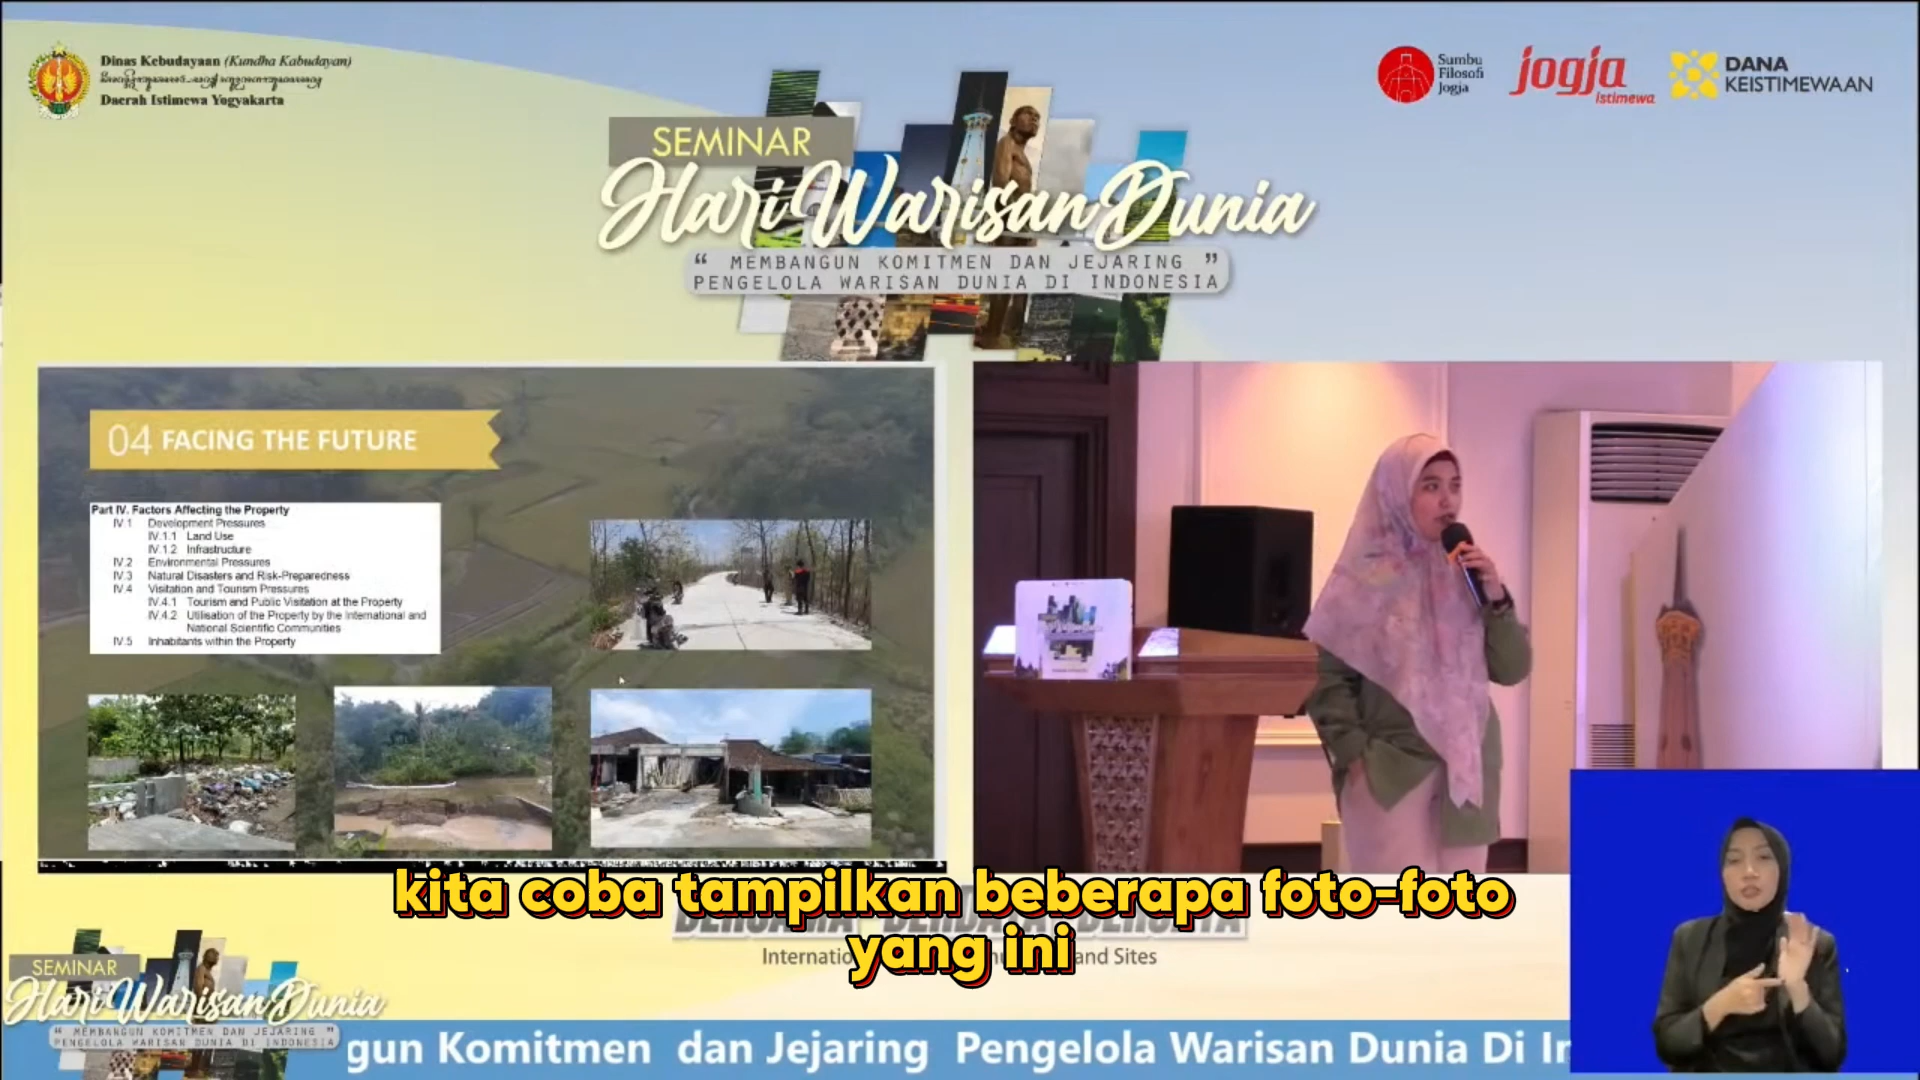 Dinas Kebudayaan (Kundha Kabudayan)
Daerah Istimewa Yogyakarta
Sumbu
Filosofi
Jogja
jogja
istimewa
DANA
KEISTIMEWAAN
SEMINAR
Hari Warisan Dunia
“ MEMBANGUN KOMITMEN DAN JEJARING ”
PENGELOLA WARISAN DUNIA DI INDONESIA
04 FACING THE FUTURE
Part IV. Factors Affecting the Property
IV.1 Development Pressures
IV.1.1 Land Use
IV.1.2 Infrastructure
IV.2 Environmental Pressures
IV.3 Natural Disasters and Risk-Preparedness
IV.4 Visitation and Tourism Pressures
IV.4.1 Tourism and Public Visitation at the Property
IV.4.2 Utilisation of the Property by the International and
National Scientific Communities
IV.5 Inhabitants within the Property
kita coba tampilkan beberapa foto-foto
yang ini
and Sites
SEMINAR
Hari Warisan Dunia
“ MEMBANGUN KOMITMEN DAN JEJARING ”
PENGELOLA WARISAN DUNIA DI INDONESIA
gun Komitmen dan Jejaring Pengelola Warisan Dunia Di